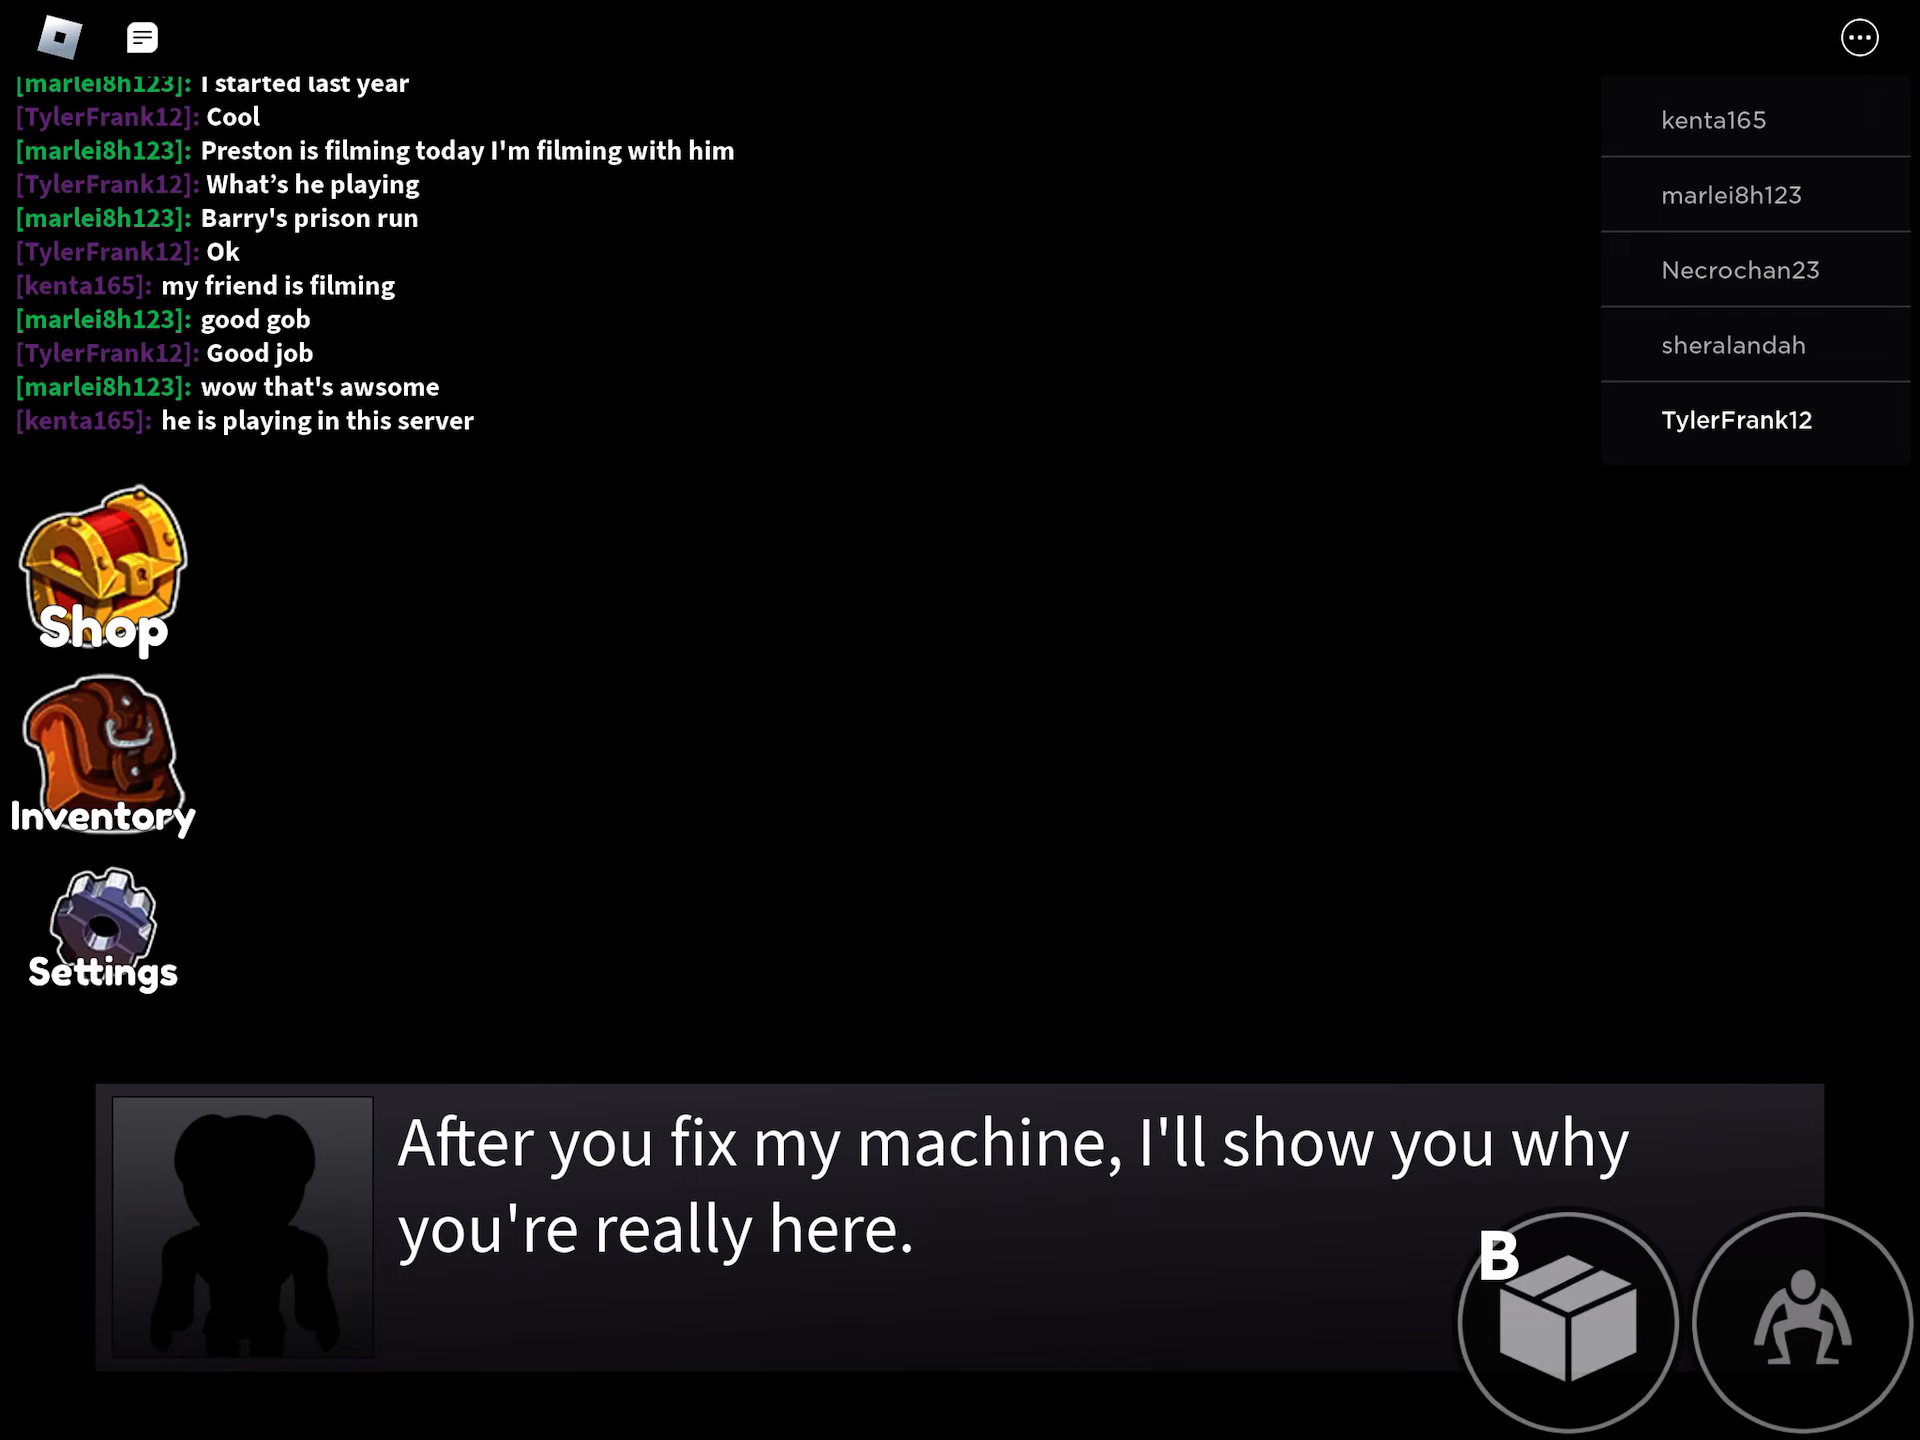 [marlei8h123]: I started last year
[TylerFrank12]: Cool
[marlei8h123]: Preston is filming today I'm filming with him
[TylerFrank12]: What’s he playing
[marlei8h123]: Barry's prison run
[TylerFrank12]: Ok
[kenta165]: my friend is filming
[marlei8h123]: good gob
[TylerFrank12]: Good job
[marlei8h123]: wow that's awsome
[kenta165]: he is playing in this server
kenta165
marlei8h123
Necrochan23
sheralandah
TylerFrank12
Shop
Inventory
Settings
After you fix my machine, I'll show you why
you're really here.
B